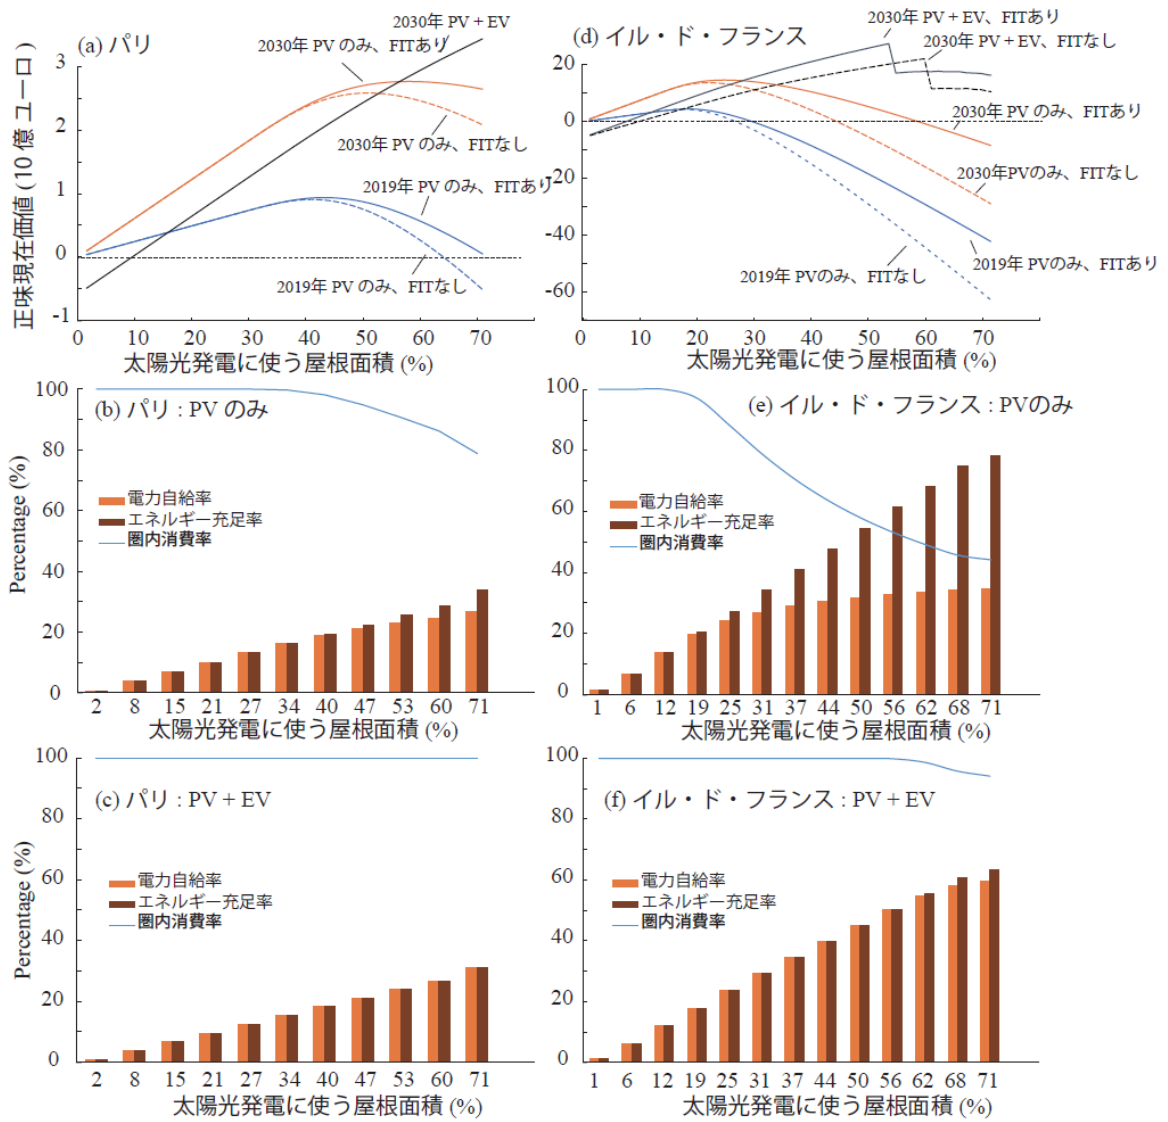 (a) パリ
2030年 PV + EV
2030年 PV のみ、FITあり
2030年 PV のみ、FITなし
2019年 PV のみ、FITあり
2019年 PV のみ、FITなし
正味現在価値 (10 億 ユーロ)
3
2
1
0
-1
0 10 20 30 40 50 60 70
太陽光発電に使う屋根面積 (%)
(d) イル・ド・フランス
2030年 PV + EV、FITあり
2030年 PV + EV、FITなし
2030年 PV のみ、FITあり
2030年PVのみ、FITなし
2019年 PVのみ、FITあり
2019年 PVのみ、FITなし
20
0
-20
-40
-60
0 10 20 30 40 50 60 70
太陽光発電に使う屋根面積 (%)
(b) パリ : PV のみ
電力自給率
エネルギー充足率
圏内消費率
Percentage (%)
100
80
60
40
20
0
2 8 15 21 27 34 40 47 53 60 71
太陽光発電に使う屋根面積 (%)
(e) イル・ド・フランス : PVのみ
電力自給率
エネルギー充足率
圏内消費率
100
80
60
40
20
0
1 6 12 19 25 31 37 44 50 56 62 68 71
太陽光発電に使う屋根面積 (%)
(c) パリ : PV + EV
電力自給率
エネルギー充足率
圏内消費率
Percentage (%)
100
80
60
40
20
0
2 8 15 21 27 34 40 47 53 60 71
太陽光発電に使う屋根面積 (%)
(f) イル・ド・フランス : PV + EV
電力自給率
エネルギー充足率
圏内消費率
100
80
60
40
20
0
1 6 12 19 25 31 37 44 50 56 62 68 71
太陽光発電に使う屋根面積 (%)